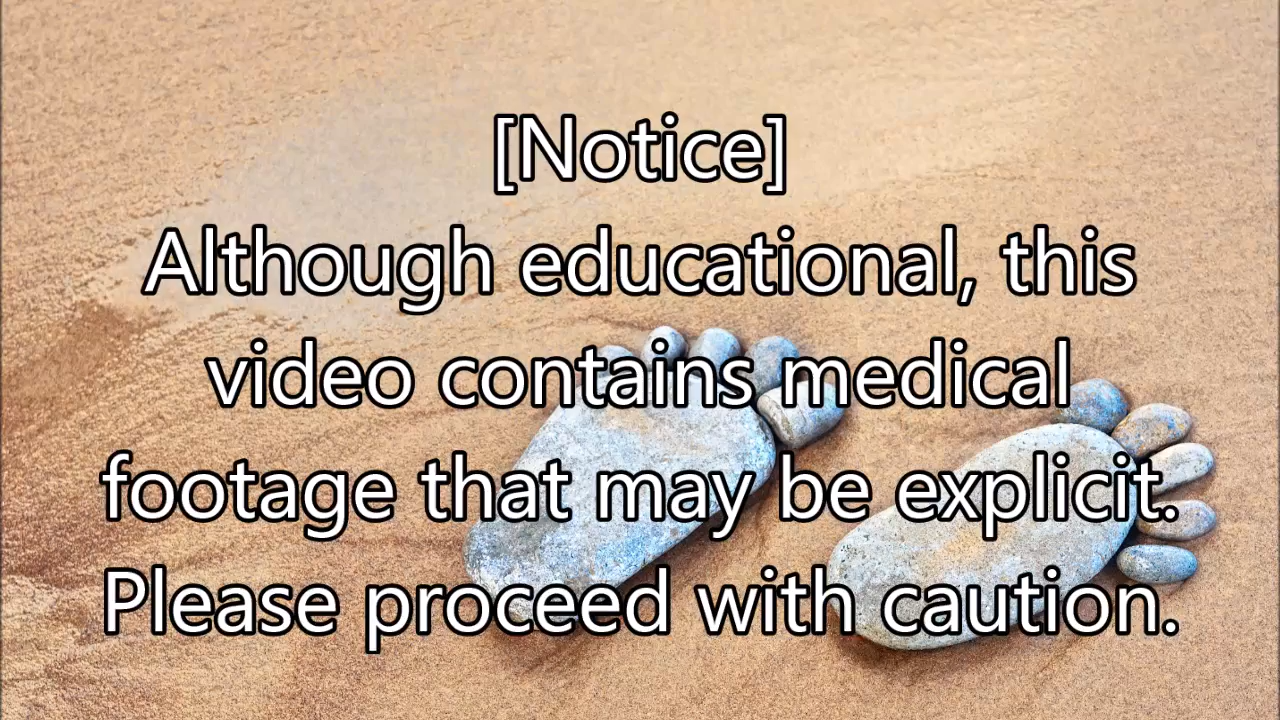 [Notice]
Although educational, this
video contains medical
footage that may be explicit.
Please proceed with caution.